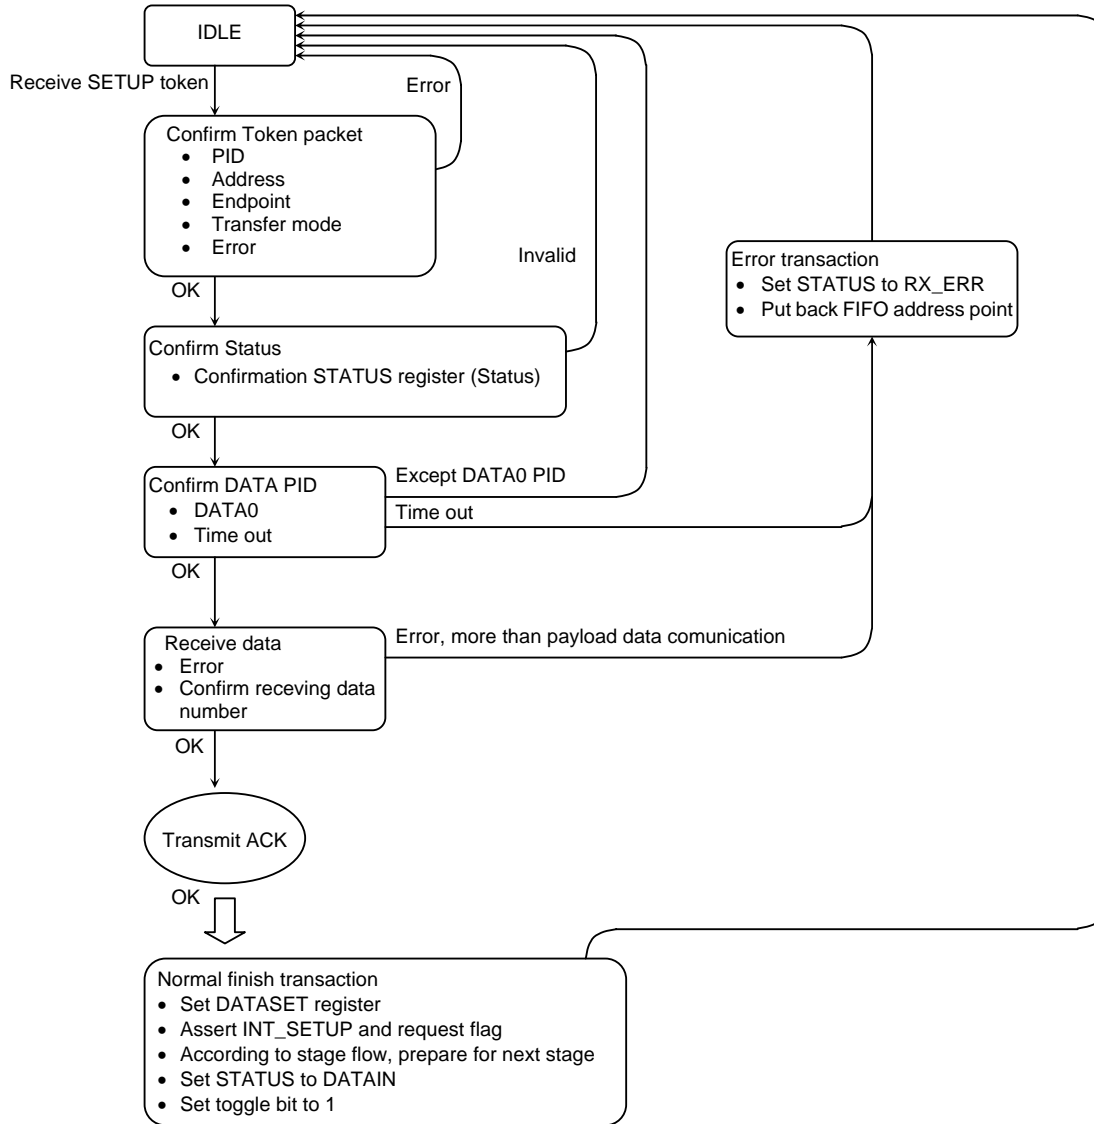 IDLE
Receive SETUP token
Error
Confirm Token packet
• PID
• Address
• Endpoint
• Transfer mode
• Error
Invalid
Error transaction
• Set STATUS to RX_ERR
• Put back FIFO address point
OK
Confirm Status
• Confirmation STATUS register (Status)
OK
Confirm DATA PID
• DATA0
• Time out
Except DATA0 PID
Time out
OK
Receive data
• Error
• Confirm receving data
number
Error, more than payload data comunication
OK
Transmit ACK
OK
Normal finish transaction
• Set DATASET register
• Assert INT_SETUP and request flag
• According to stage flow, prepare for next stage
• Set STATUS to DATAIN
• Set toggle bit to 1